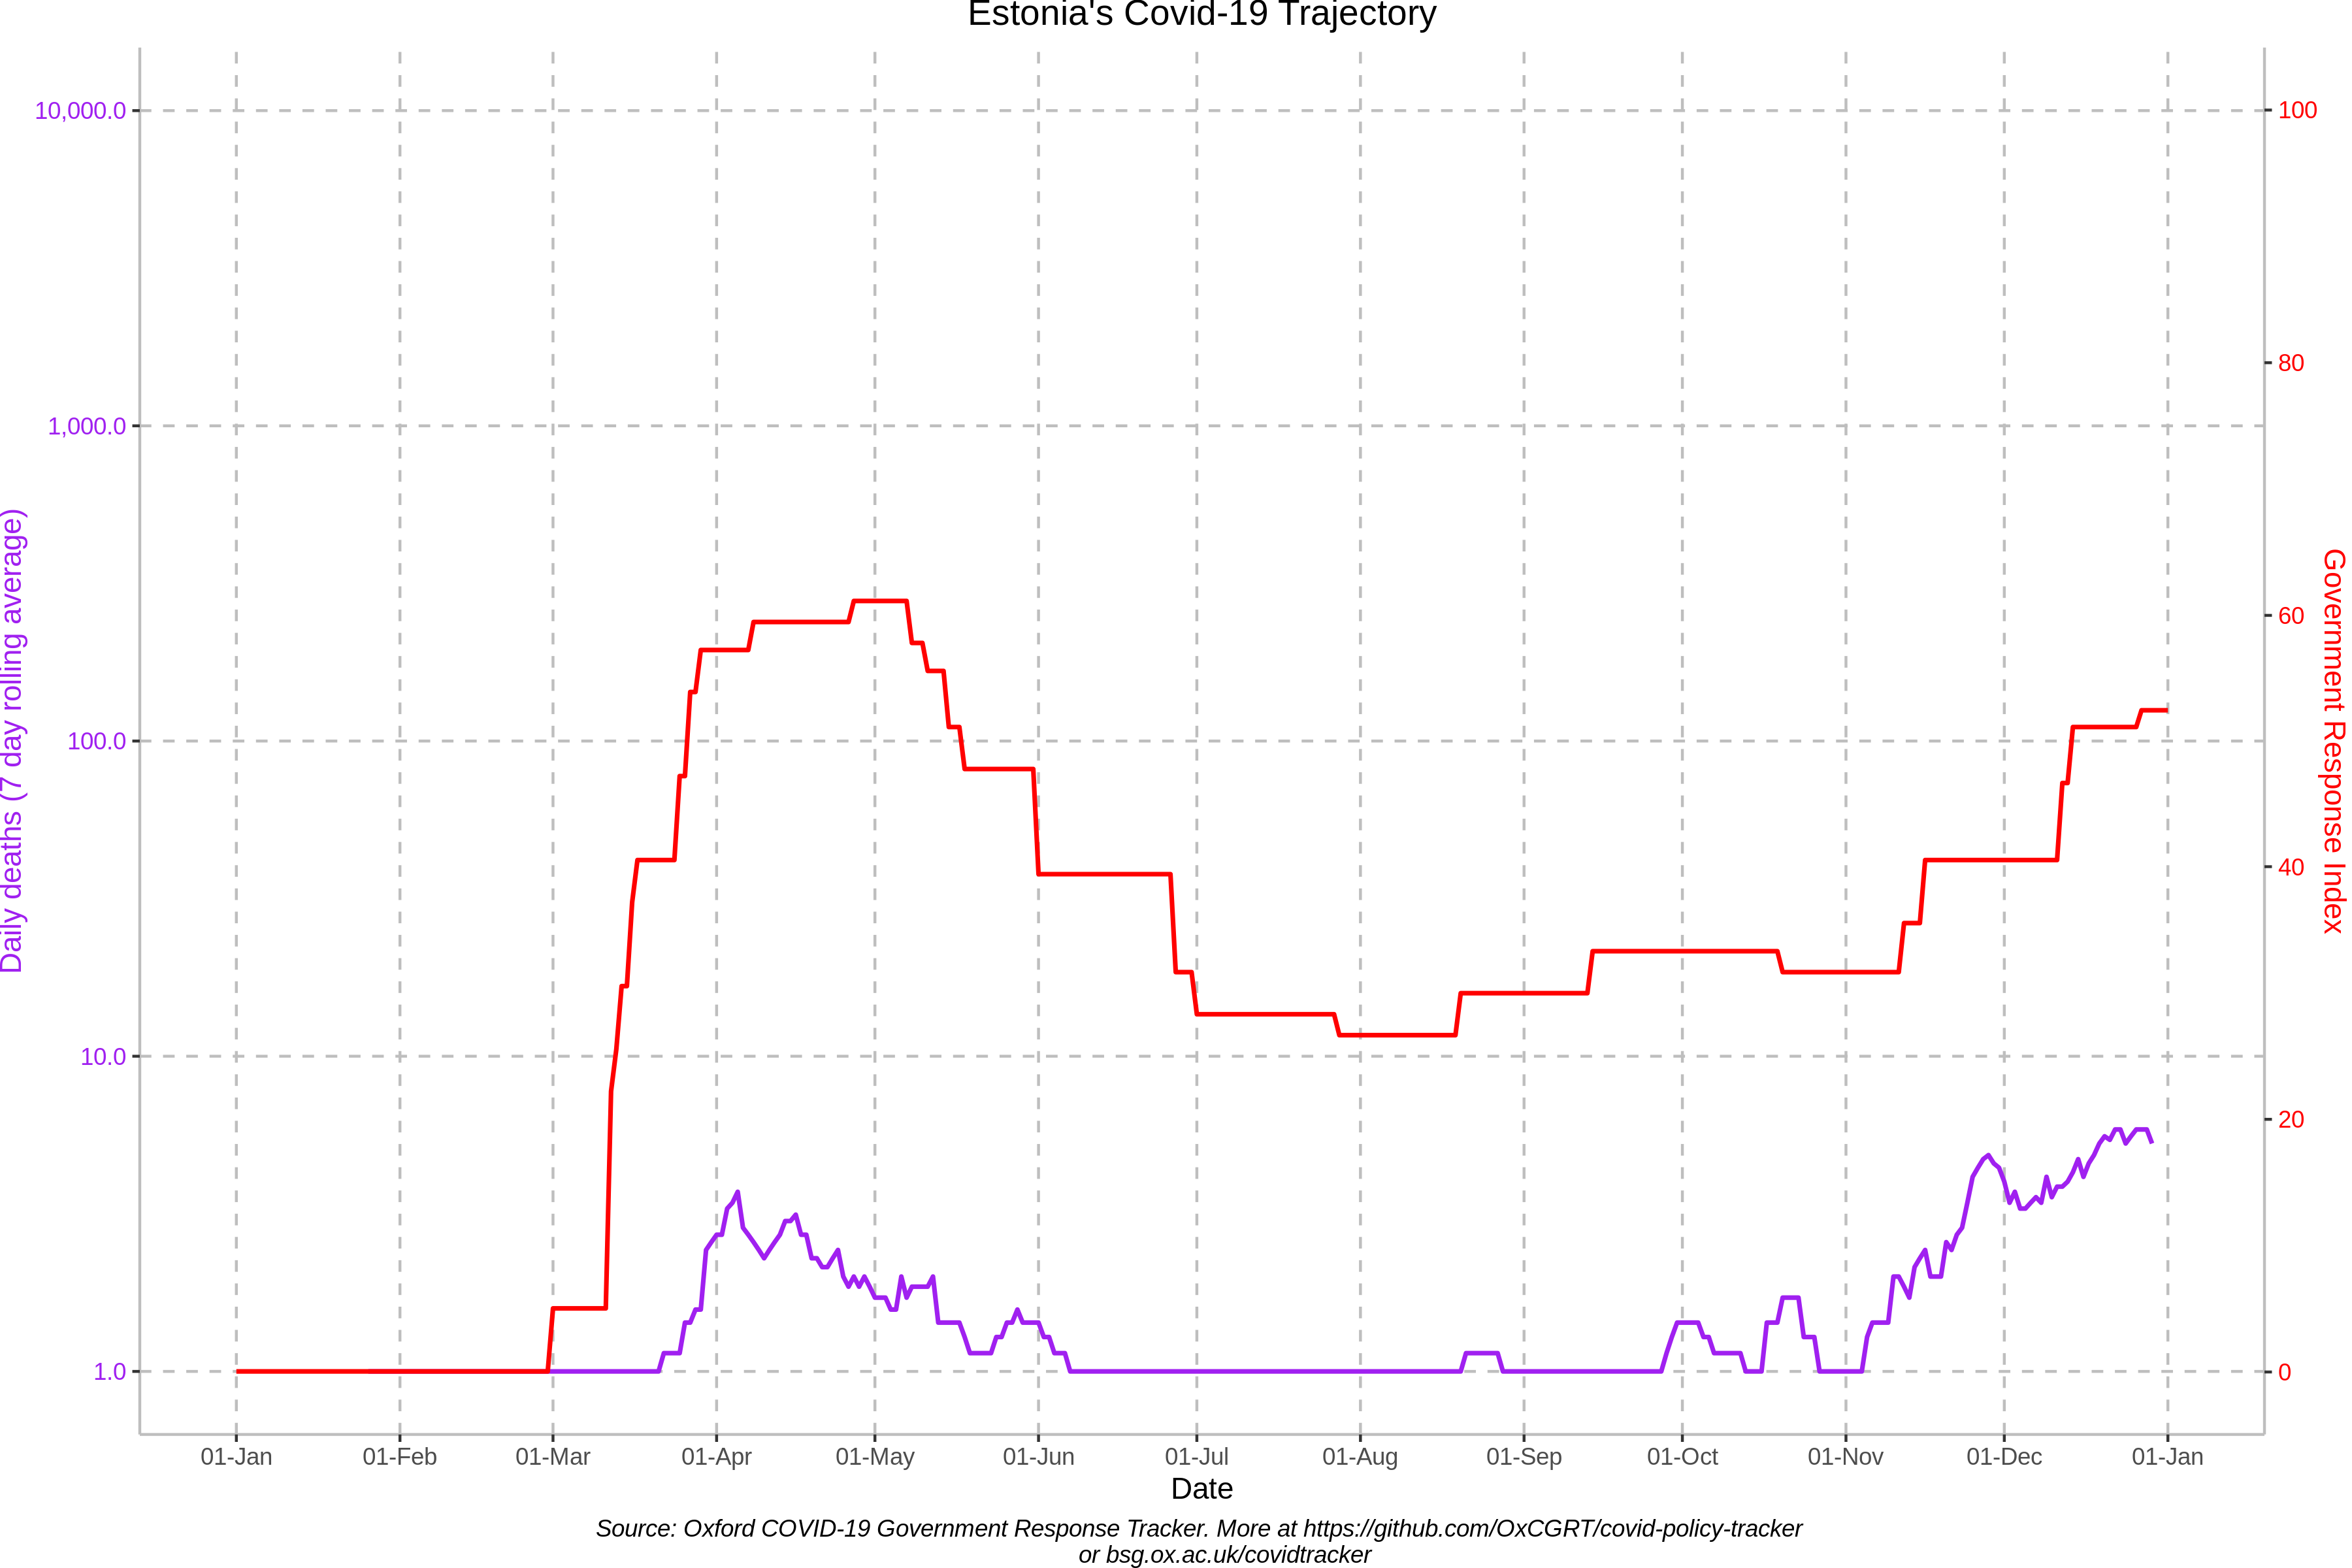 Estonia's Covid-19 Trajectory
10,000.0
1,000.0
100.0
10.0
1.0
Daily deaths (7 day rolling average)
100
80
60
40
20
0
Government Response Index
01-Jan
01-Feb
01-Mar
01-Apr
01-May
01-Jun
01-Jul
01-Aug
01-Sep
01-Oct
01-Nov
01-Dec
01-Jan
Date
Source: Oxford COVID-19 Government Response Tracker. More at https://github.com/OxCGRT/covid-policy-tracker
or bsg.ox.ac.uk/covidtracker